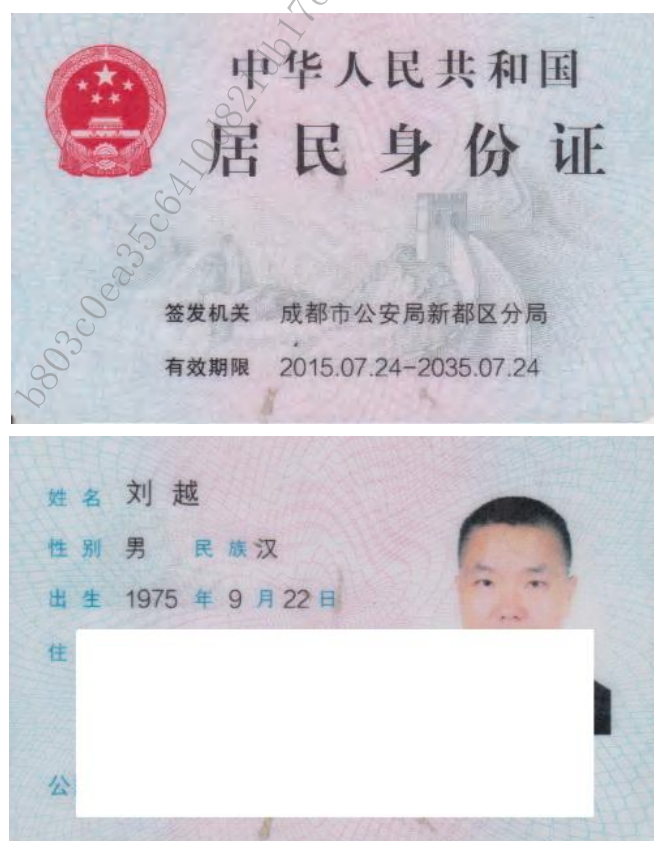 中华人民共和国
居民身份证
签发机关 成都市公安局新都区分局
有效期限 2015.07.24-2035.07.24
姓名 刘越
性别 男 民族 汉
出生 1975 年 9 月 22 日
住
公